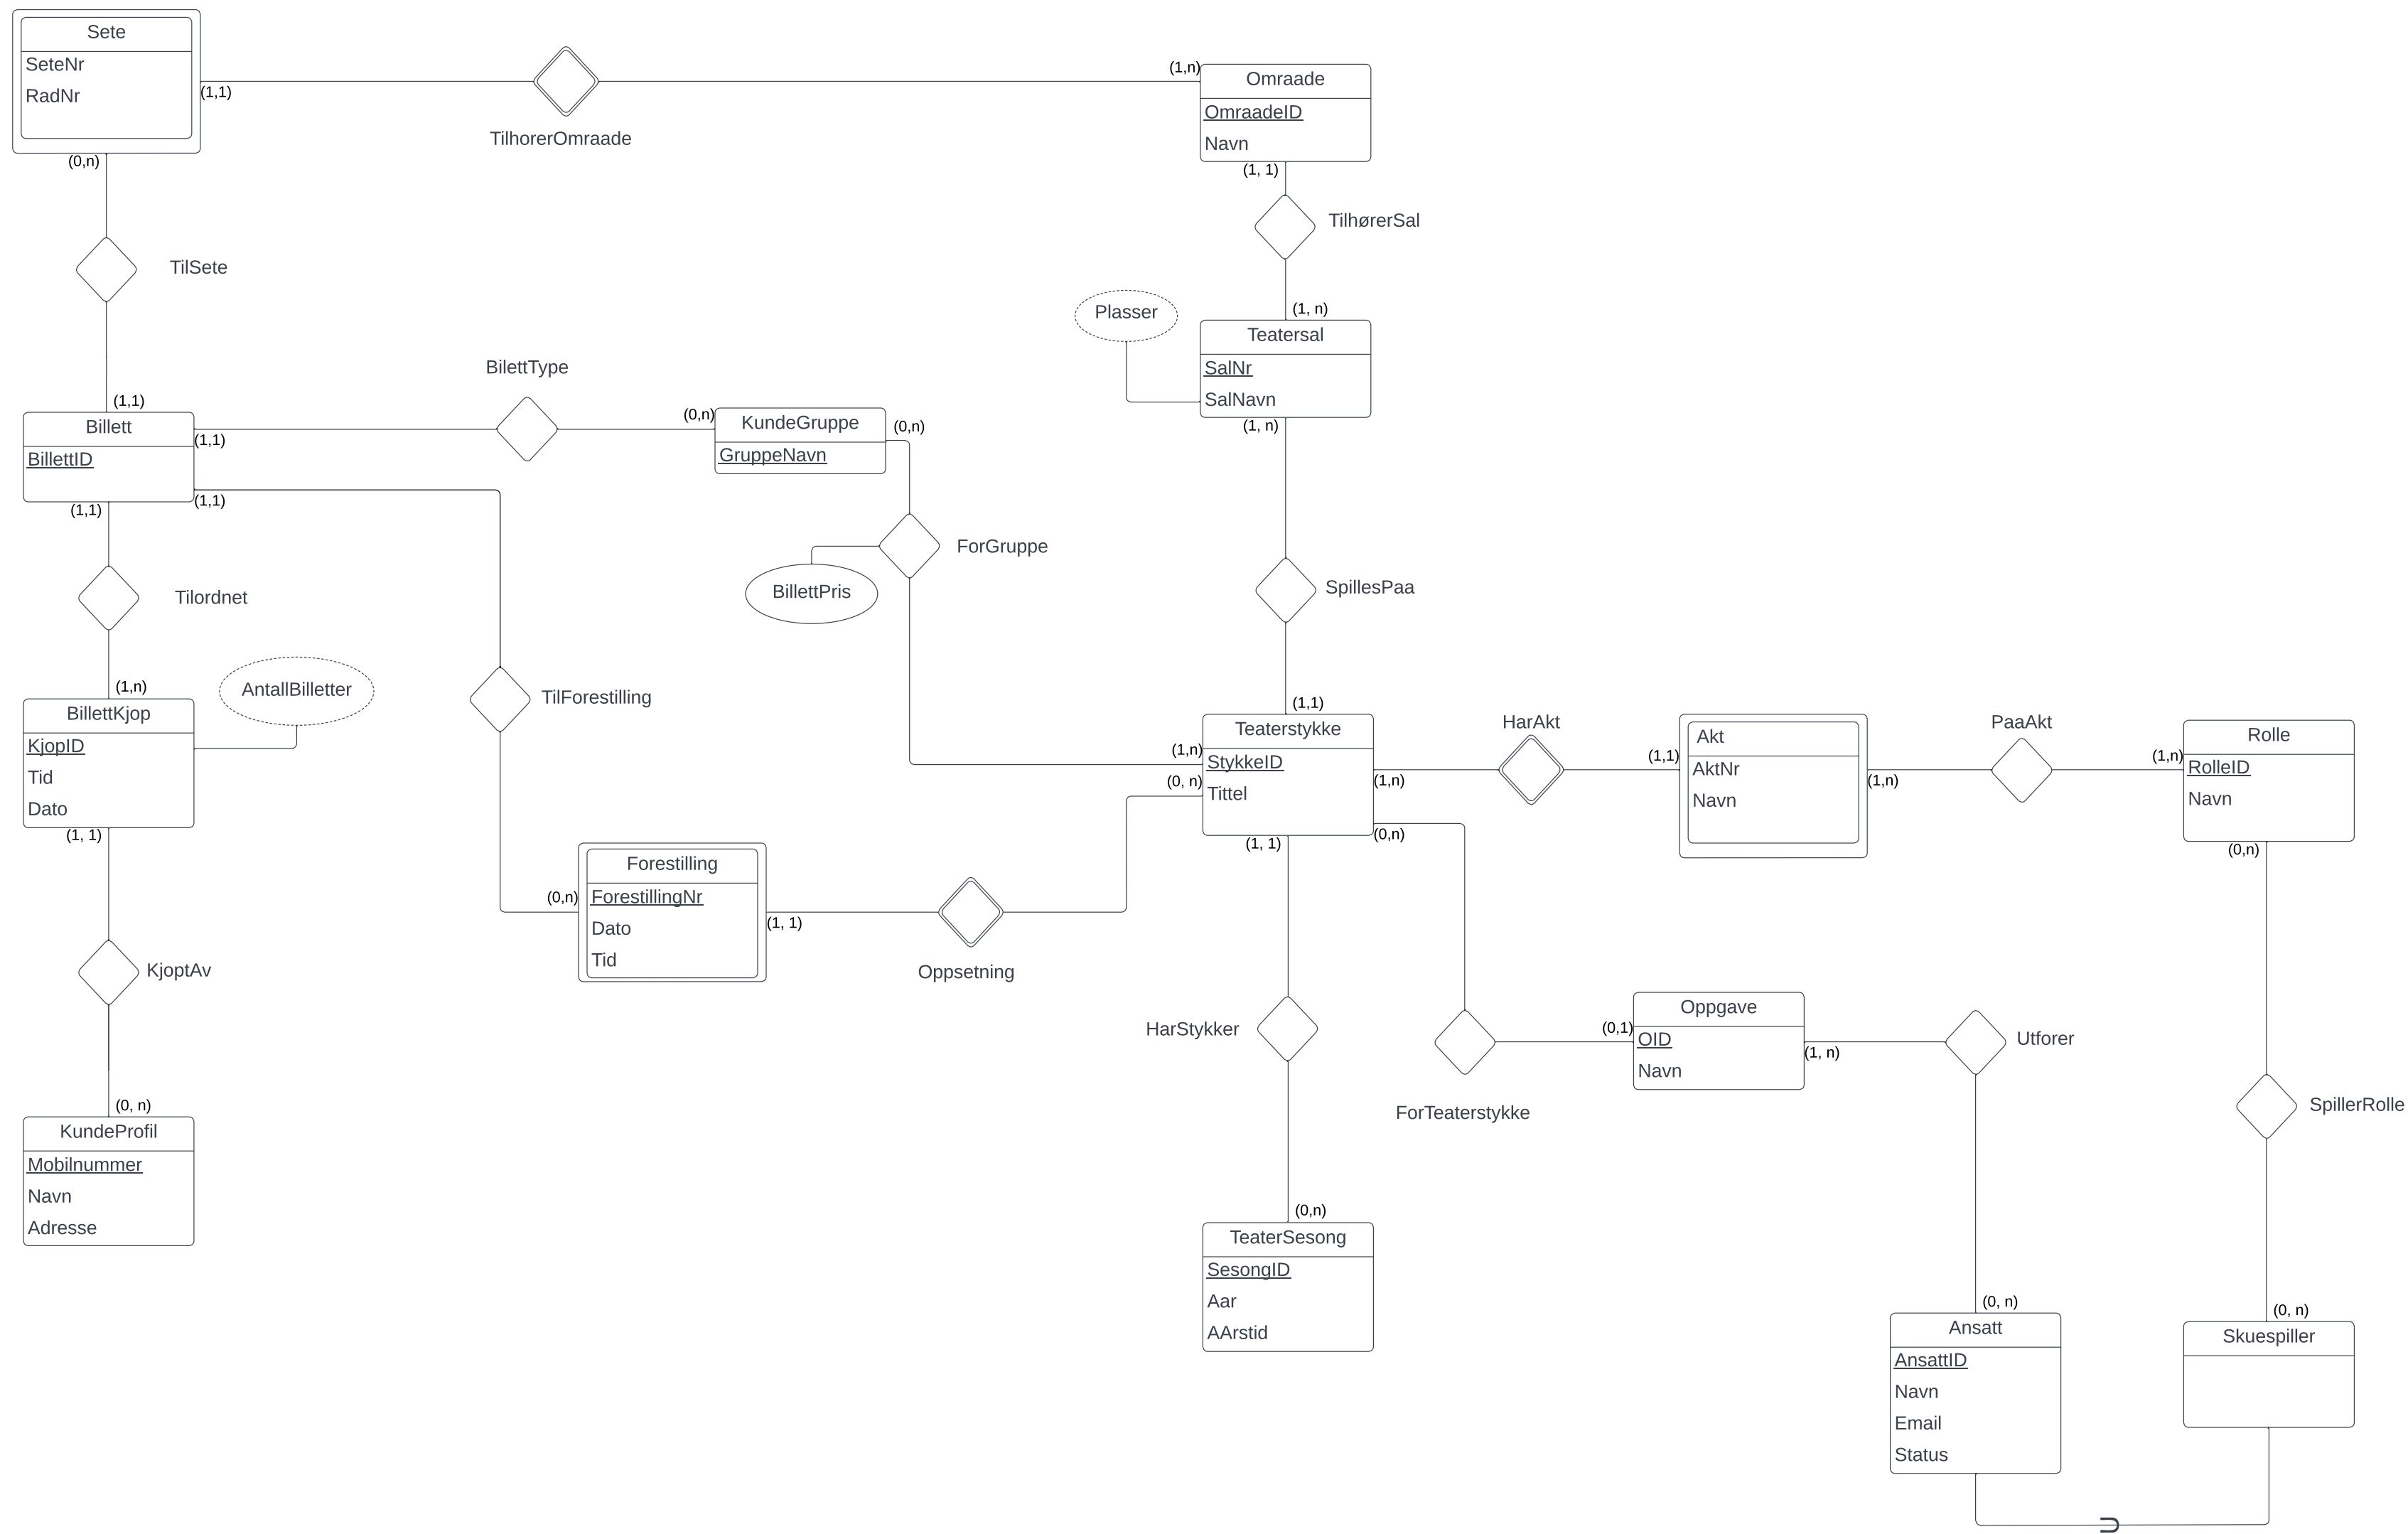 Sete
SeteNr
RadNr
(1,1)
(0,n)
TilhorerOmraade
(1,n)
Omraade
OmraadeID
Navn
(1, 1)
TilhørerSal
TilSete
Plasser
(1, n)
Teatersal
SalNr
SalNavn
(1, n)
BilettType
(1,1)
Billett
BillettID
(1,1)
(1,1)
(1,1)
(0,n)
KundeGruppe
GruppeNavn
(0,n)
ForGruppe
BillettPris
SpillesPaa
Tilordnet
AntallBilletter
(1,n)
BillettKjop
KjopID
Tid
Dato
(1, 1)
TilForestilling
(1,1)
Teaterstykke
StykkeID
Tittel
(1,n)
(0, n)
(1,n)
(0,n)
(1, 1)
HarAkt
(1,1)
Akt
AktNr
Navn
(1,n)
PaaAkt
(1,n)
Rolle
RolleID
Navn
(0,n)
(0,n)
Forestilling
ForestillingNr
Dato
Tid
(1, 1)
Oppsetning
KjoptAv
HarStykker
ForTeaterstykke
(0,1)
Oppgave
OID
Navn
(1, n)
Utforer
SpillerRolle
(0, n)
KundeProfil
Mobilnummer
Navn
Adresse
(0,n)
TeaterSesong
SesongID
Aar
AArstid
(0, n)
Ansatt
AnsattID
Navn
Email
Status
(0, n)
Skuespiller